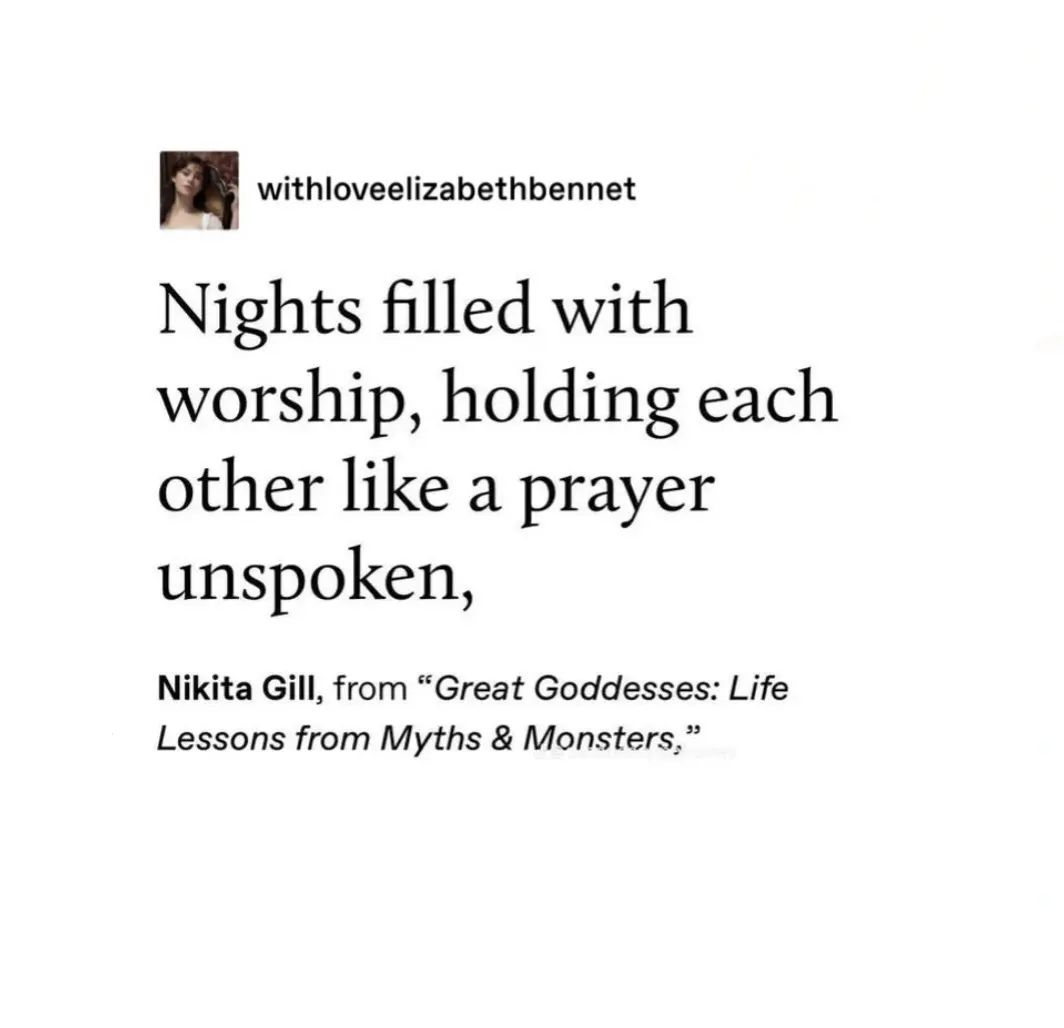 withloveelizabethbennet
Nights filled with
worship, holding each
other like a prayer
unspoken,
Nikita Gill, from “Great Goddesses: Life
Lessons from Myths & Monsters,”